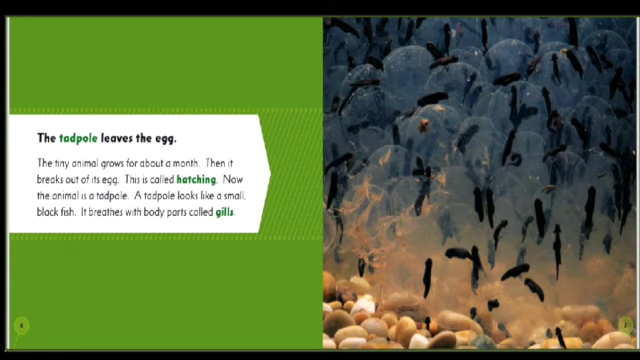 The tadpole leaves the egg.
The tiny animal grows for about a month. Then it
breaks out of its egg. This is called hatching. Now
the animal is a tadpole. A tadpole looks like a small,
black fish. It breathes with body parts called gills.